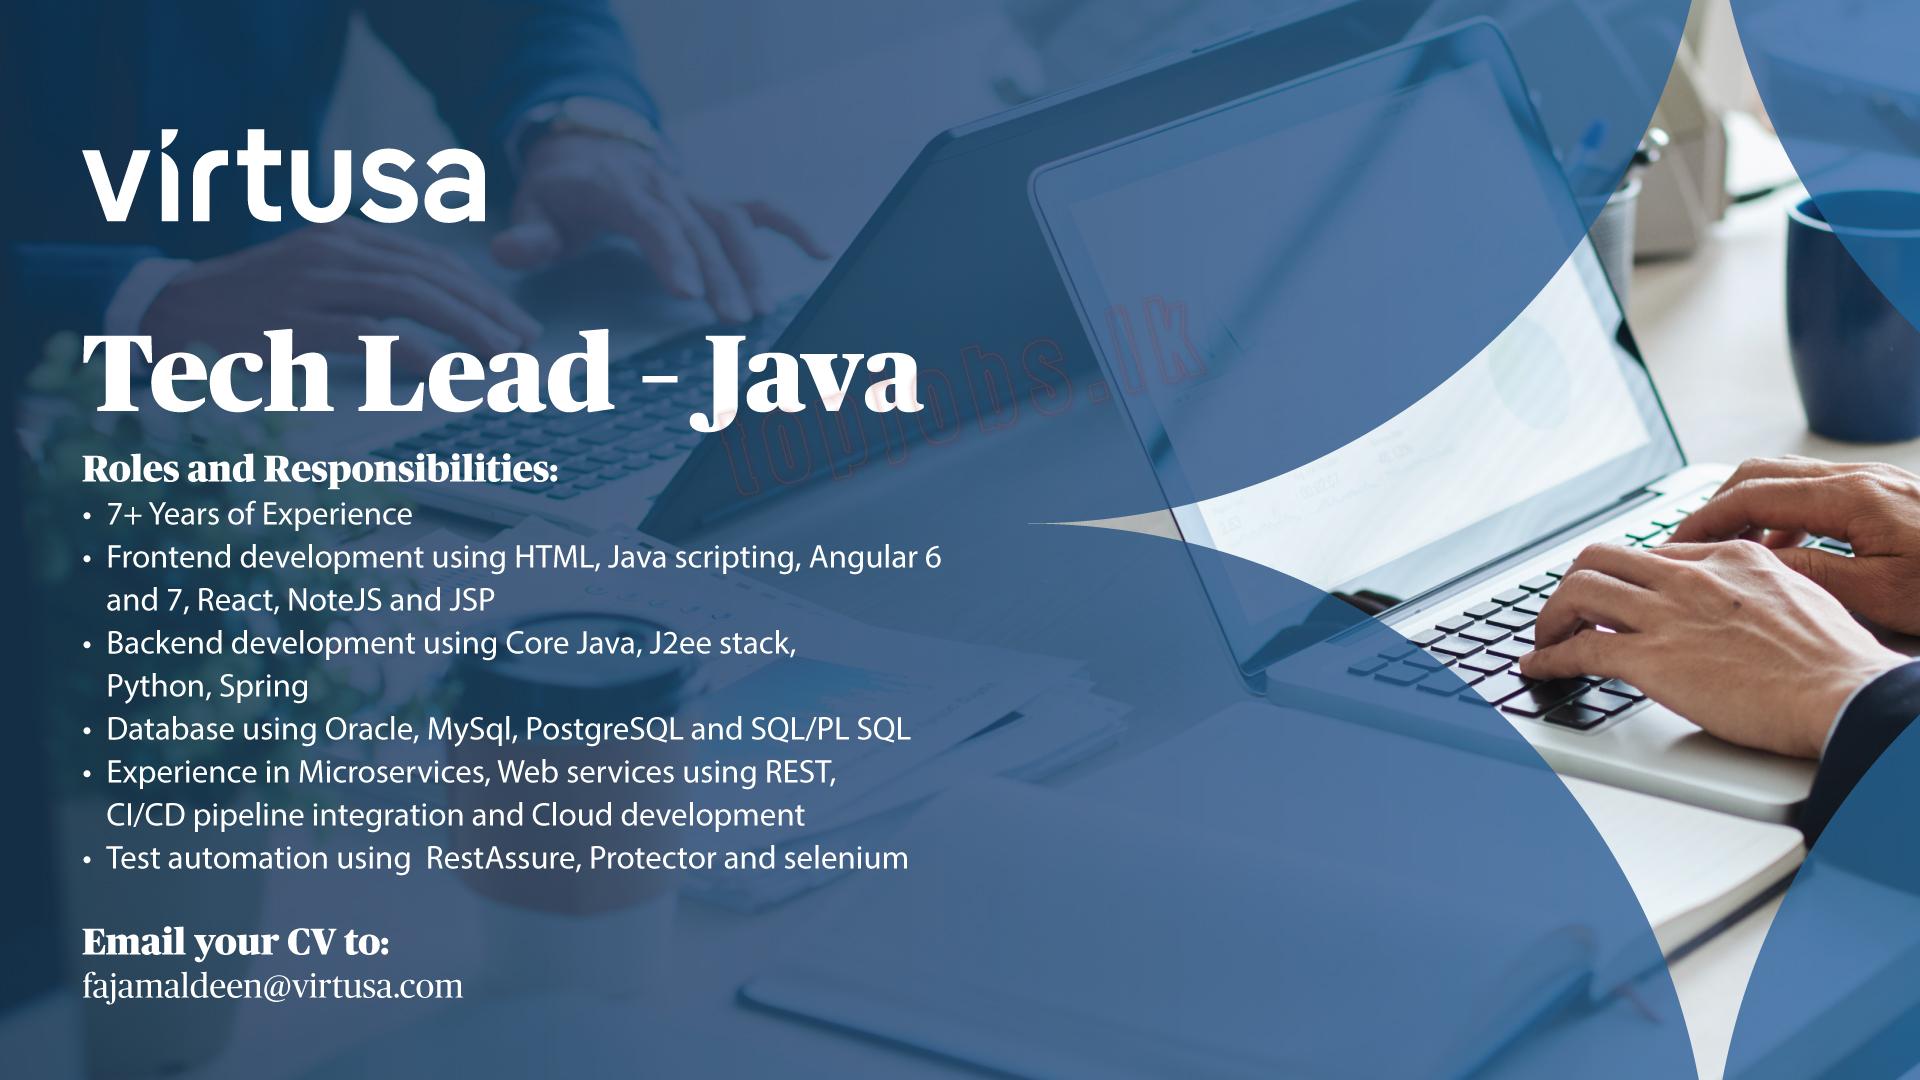 virtusa
Tech Lead - Java
topjobs.lk
Roles and Responsibilities:
• 7+ Years of Experience
• Frontend development using HTML, Java scripting, Angular 6
and 7, React, NoteJS and JSP
• Backend development using Core Java, J2ee stack,
Python, Spring
• Database using Oracle, MySql, PostgreSQL and SQL/PL SQL
• Experience in Microservices, Web services using REST,
CI/CD pipeline integration and Cloud development
• Test automation using  RestAssure, Protector and selenium
Email your CV to:
fajamaldeen@virtusa.com